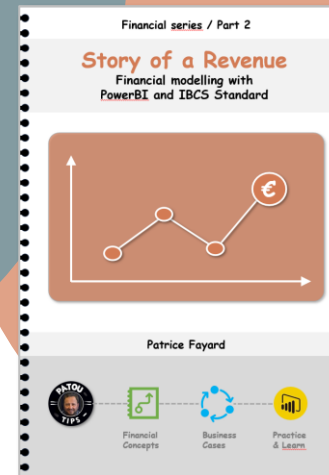 Financial series / Part 2
Story of a Revenue
Financial modelling with
PowerBI and IBCS Standard
€
Patrice Fayard
PATOU
TIPS
Financial
Concepts
Business
Cases
Practice
& Learn